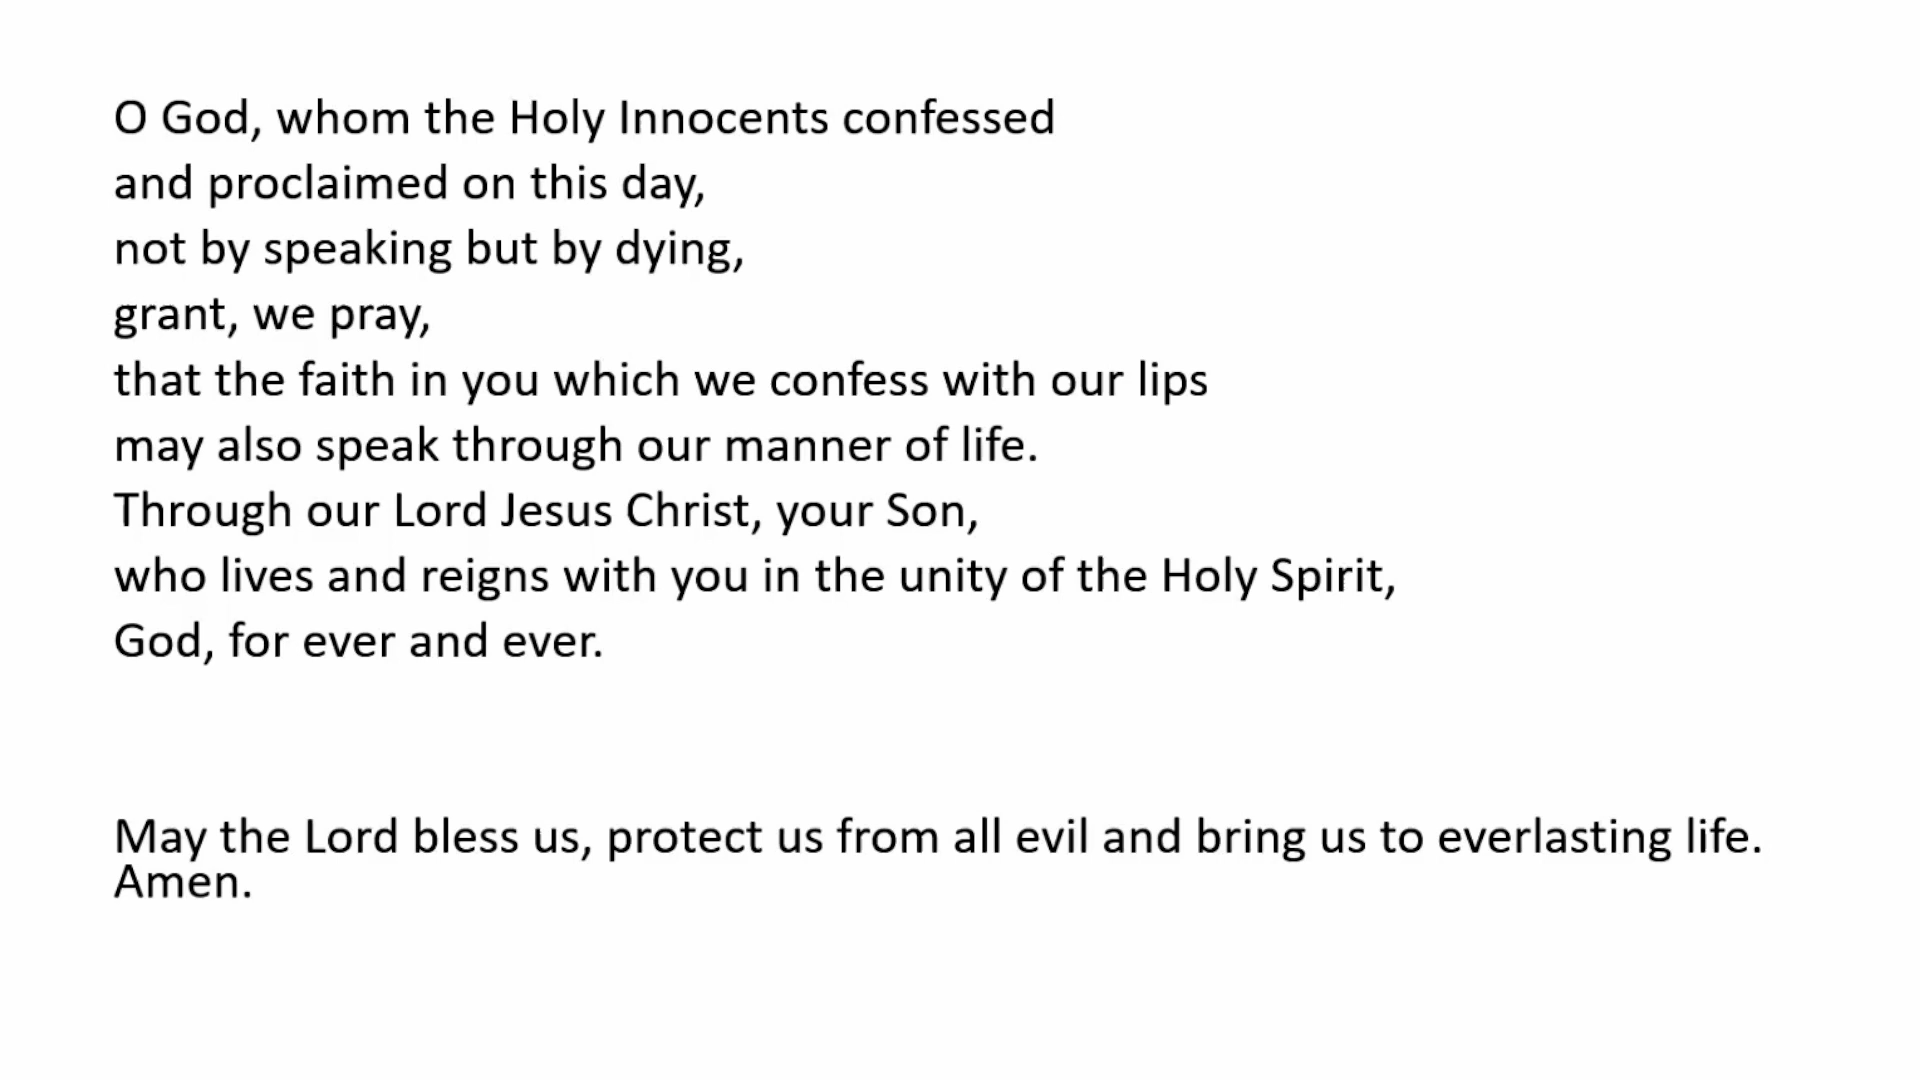 O God, whom the Holy Innocents confessed
and proclaimed on this day,
not by speaking but by dying,
grant, we pray,
that the faith in you which we confess with our lips
may also speak through our manner of life.
Through our Lord Jesus Christ, your Son,
who lives and reigns with you in the unity of the Holy Spirit,
God, for ever and ever.
May the Lord bless us, protect us from all evil and bring us to everlasting life.
Amen.